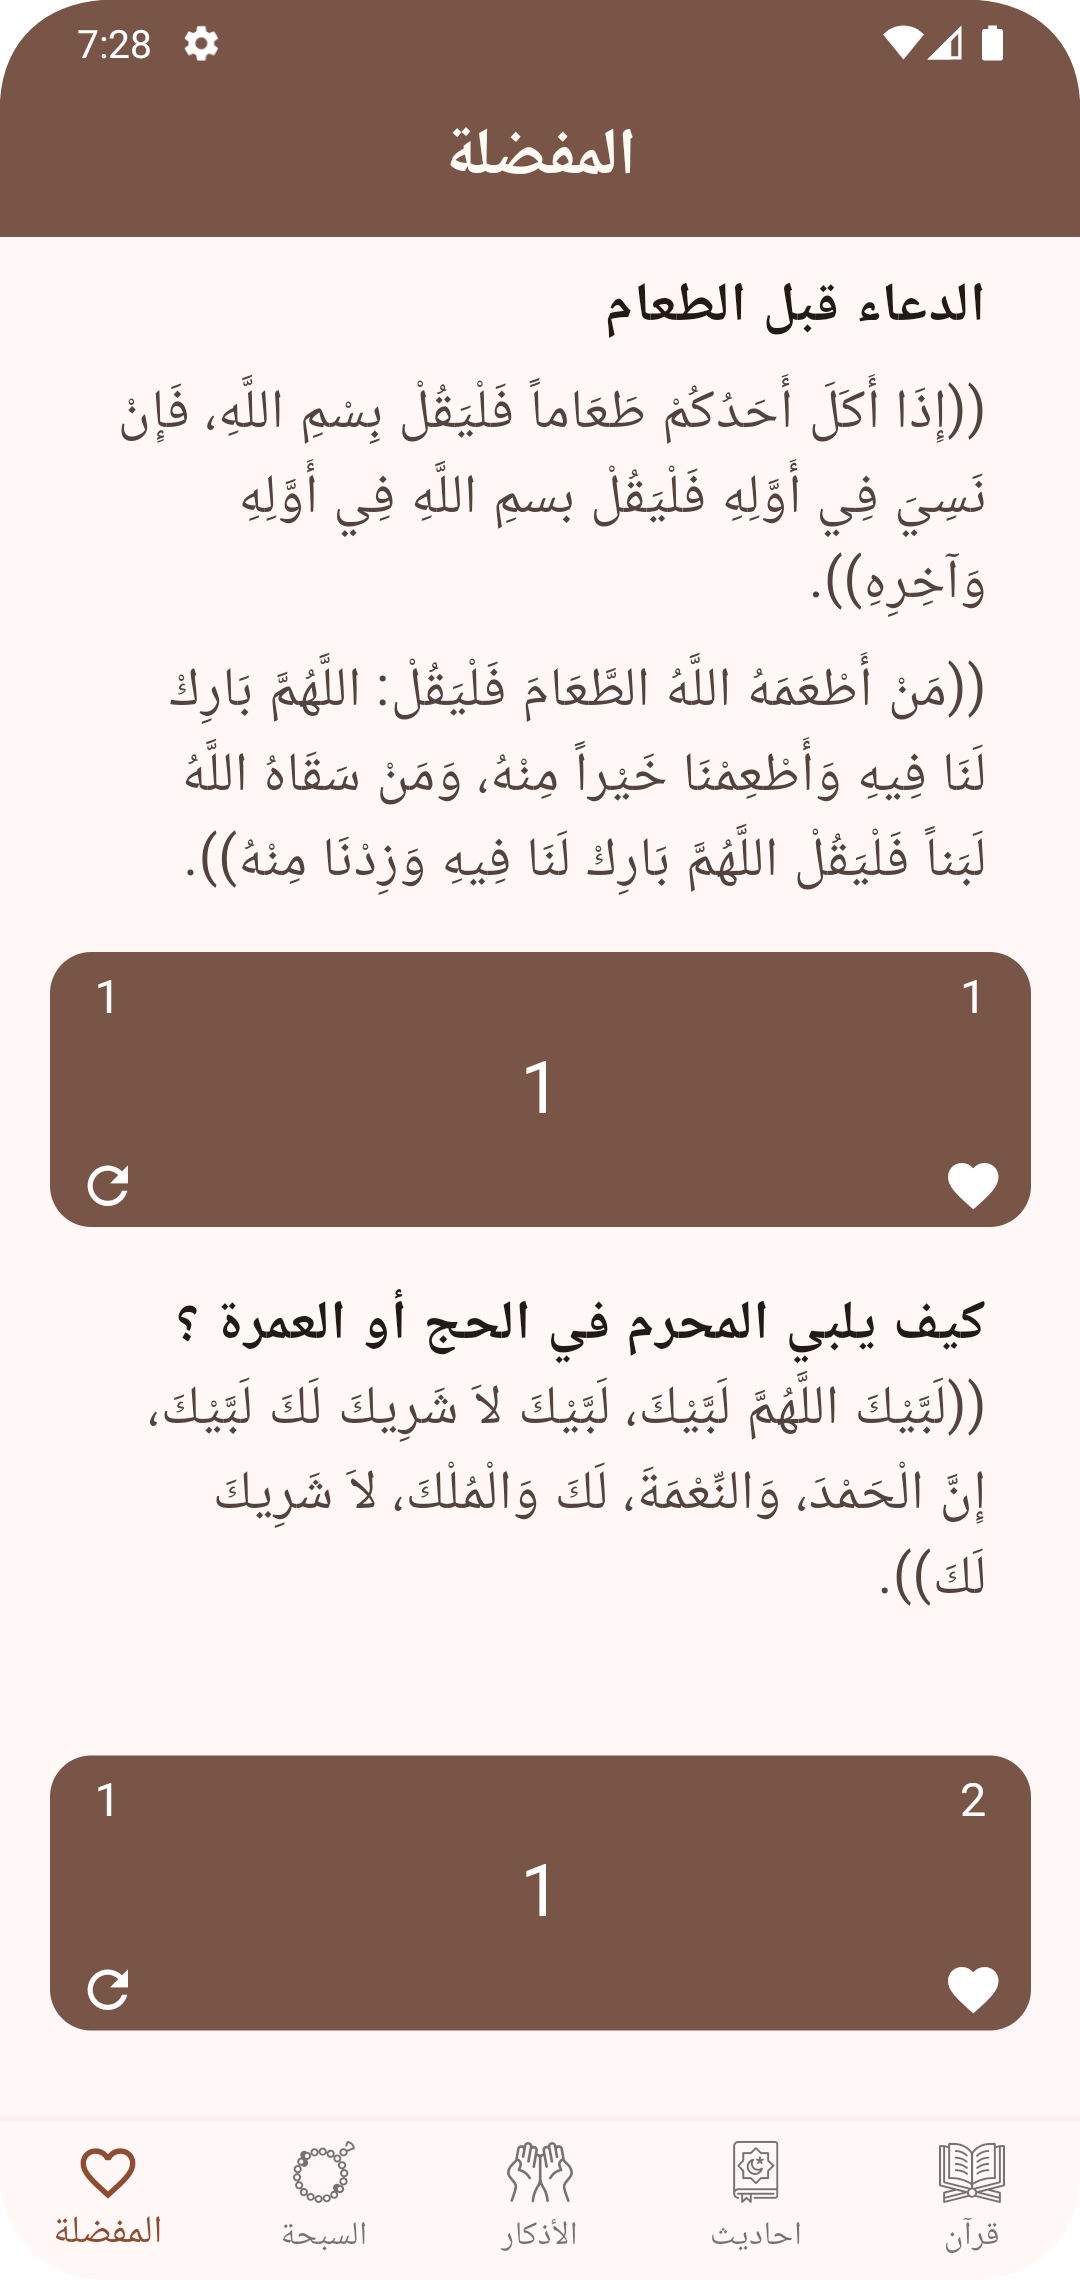 7:28
المفضلة
الدعاء قبل الطعام
((إِذَا أَكَلَ أَحَدُكُمْ طَعَاماً فَلْيَقُلْ بِسْمِ اللَّهِ، فَإِنْ
نَسِيَ فِي أَوَّلِهِ فَلْيَقُلْ بسمِ اللَّهِ فِي أَوَّلِهِ
وَآخِرِهِ)).
((مَنْ أَطْعَمَهُ اللَّهُ الطَّعَامَ فَلْيَقُلْ: اللَّهُمَّ بَارِكْ
لَنَا فِيهِ وَأَطْعِمْنَا خَيْراً مِنْهُ، وَمَنْ سَقَاهُ اللَّهُ
لَبَناً فَلْيَقُلْ اللَّهُمَّ بَارِكْ لَنَا فِيهِ وَزِدْنَا مِنْهُ)).
1 1
1
كيف يلبي المحرم في الحج أو العمرة ؟
((لَبَّيْكَ اللَّهُمَّ لَبَّيْكَ، لَبَّيْكَ لاَ شَرِيكَ لَكَ لَبَّيْكَ،
إِنَّ الْحَمْدَ، وَالنِّعْمَةَ، لَكَ وَالْمُلْكَ، لاَ شَرِيكَ
لَكَ)).
2 1
1
قرآن احاديث الأذكار السبحة المفضلة